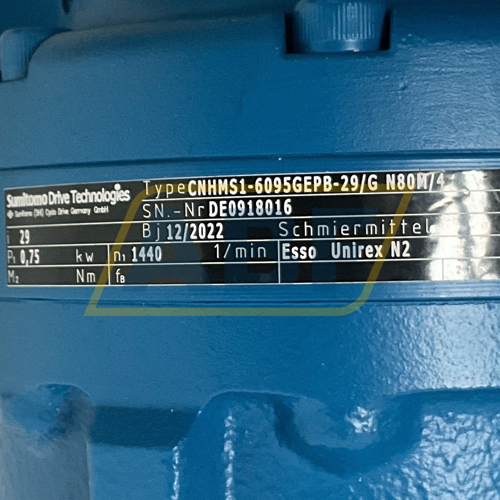 Sumitomo Drive Technologies
Sumitomo (SHI) Cyclo Drive Germany GmbH
Type CNHMS1-6095GEPB-29/G N80M/4
SN.-Nr DE0918016
i 29
Bj 12/2022 Schmiermittel
P₁ 0,75 kw n₁ 1440 1/min Esso Unirex N2
M₂ Nm fB